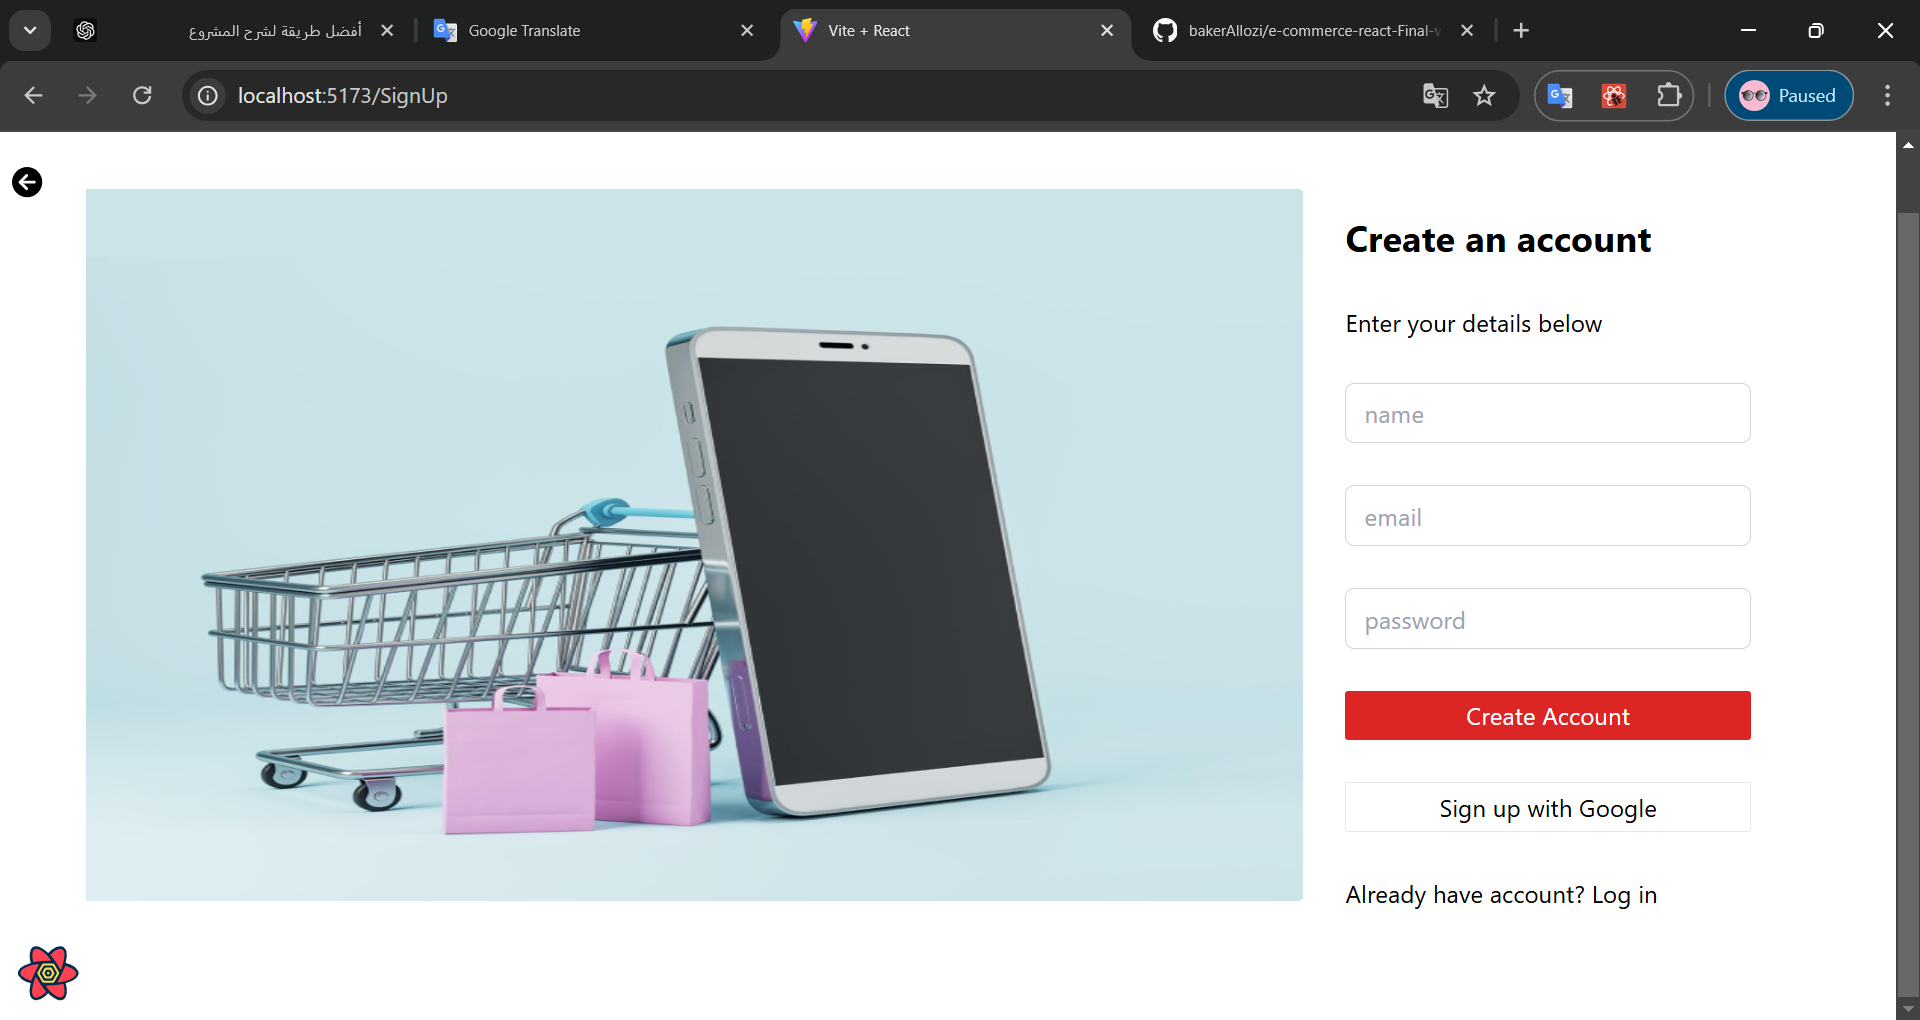 أفضل طريقة لشرح المشروع
Google Translate
Vite + React
bakerAllozi/e-commerce-react-Final-v
localhost:5173/SignUp
Paused
Create an account
Enter your details below
name
email
password
Create Account
Sign up with Google
Already have account? Log in